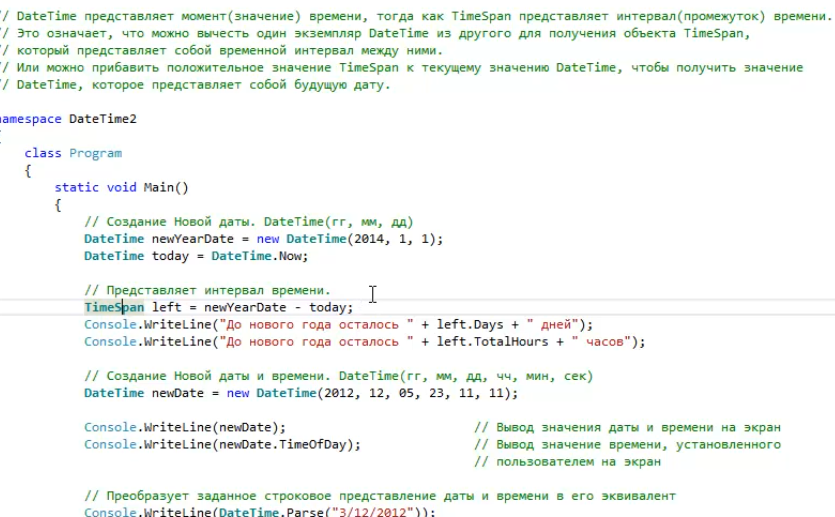 // DateTime представляет момент(значение) времени, тогда как TimeSpan представляет интервал(промежуток) времени.
// Это означает, что можно вычесть один экземпляр DateTime из другого для получения объекта TimeSpan,
// который представляет собой временной интервал между ними.
// Или можно прибавить положительное значение TimeSpan к текущему значению DateTime, чтобы получить значение
// DateTime, которое представляет собой будущую дату.
namespace DateTime2
{
class Program
{
static void Main()
{
// Создание Новой даты. DateTime(гг, мм, дд)
DateTime newYearDate = new DateTime(2014, 1, 1);
DateTime today = DateTime.Now;
// Представляет интервал времени.
TimeSpan left = newYearDate - today;
Console.WriteLine("До нового года осталось " + left.Days + " дней");
Console.WriteLine("До нового года осталось " + left.TotalHours + " часов");
// Создание Новой даты и времени. DateTime(гг, мм, дд, чч, мин, сек)
DateTime newDate = new DateTime(2012, 12, 05, 23, 11, 11);
Console.WriteLine(newDate); // Вывод значения даты и времени на экран
Console.WriteLine(newDate.TimeOfDay); // Вывод значение времени, установленного
// пользователем на экран
// Преобразует заданное строковое представление даты и времени в его эквивалент
Console.WriteLine(DateTime.Parse("3/12/2012"));